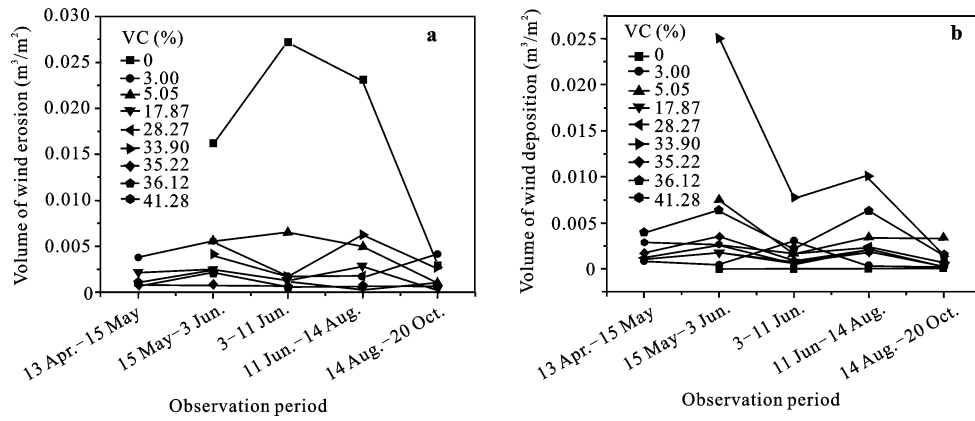 a
VC (%)
0
3.00
5.05
17.87
28.27
33.90
35.22
36.12
41.28
0.030
0.025
0.020
0.015
0.010
0.005
0
Volume of wind erosion (m³/m²)
13 Apr.−15 May
15 May−3 Jun.
3−11 Jun.
11 Jun.−14 Aug.
14 Aug.−20 Oct.
Observation period
b
VC (%)
0
3.00
5.05
17.87
28.27
33.90
35.22
36.12
41.28
0.025
0.020
0.015
0.010
0.005
0
Volume of wind deposition (m³/m²)
13 Apr.−15 May
15 May−3 Jun.
3−11 Jun.
11 Jun−14 Aug.
14 Aug.−20 Oct.
Observation period